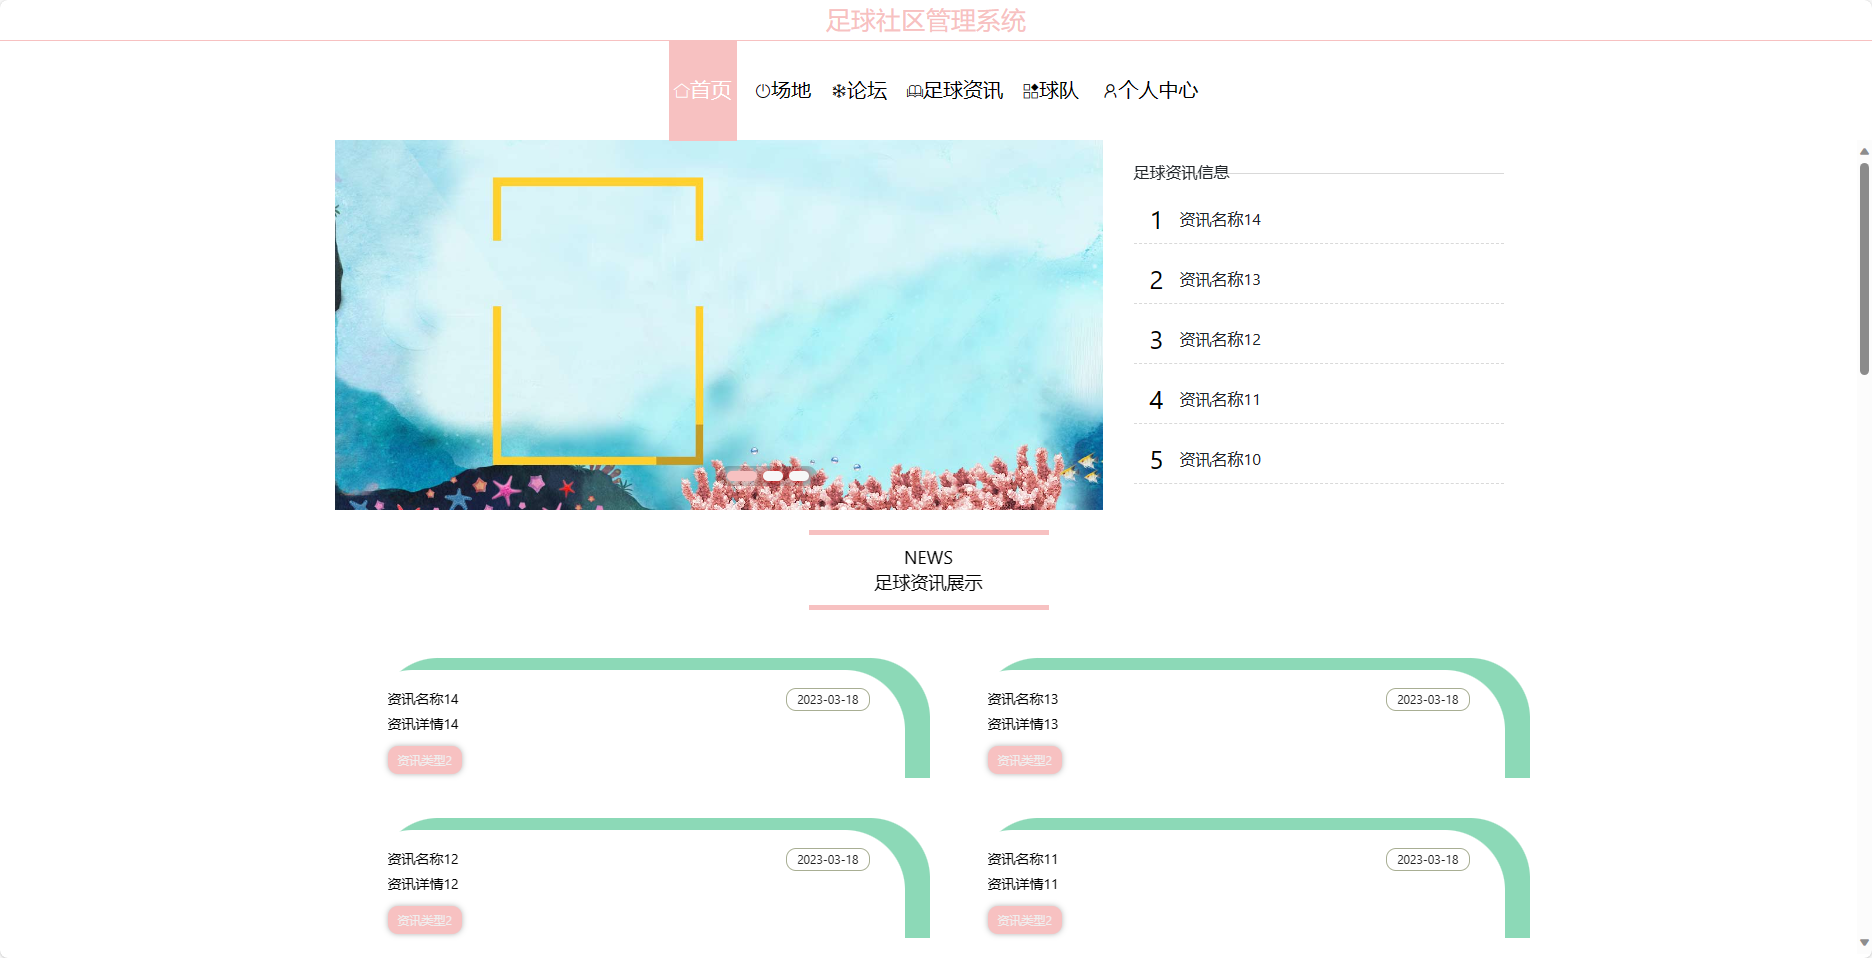 足球社区管理系统
首页 场地 论坛 足球资讯 球队 个人中心
足球资讯信息
1 资讯名称14
2 资讯名称13
3 资讯名称12
4 资讯名称11
5 资讯名称10
NEWS
足球资讯展示
资讯名称14 2023-03-18
资讯详情14
资讯类型2
资讯名称13 2023-03-18
资讯详情13
资讯类型2
资讯名称12 2023-03-18
资讯详情12
资讯类型2
资讯名称11 2023-03-18
资讯详情11
资讯类型2